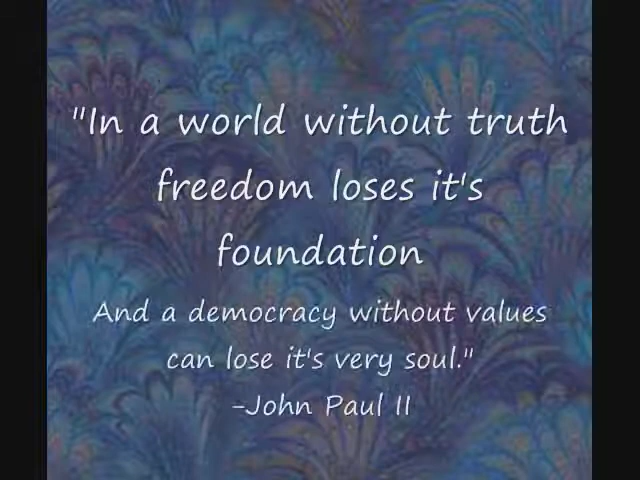 "In a world without truth
freedom loses it's
foundation
And a democracy without values
can lose it's very soul."
-John Paul II